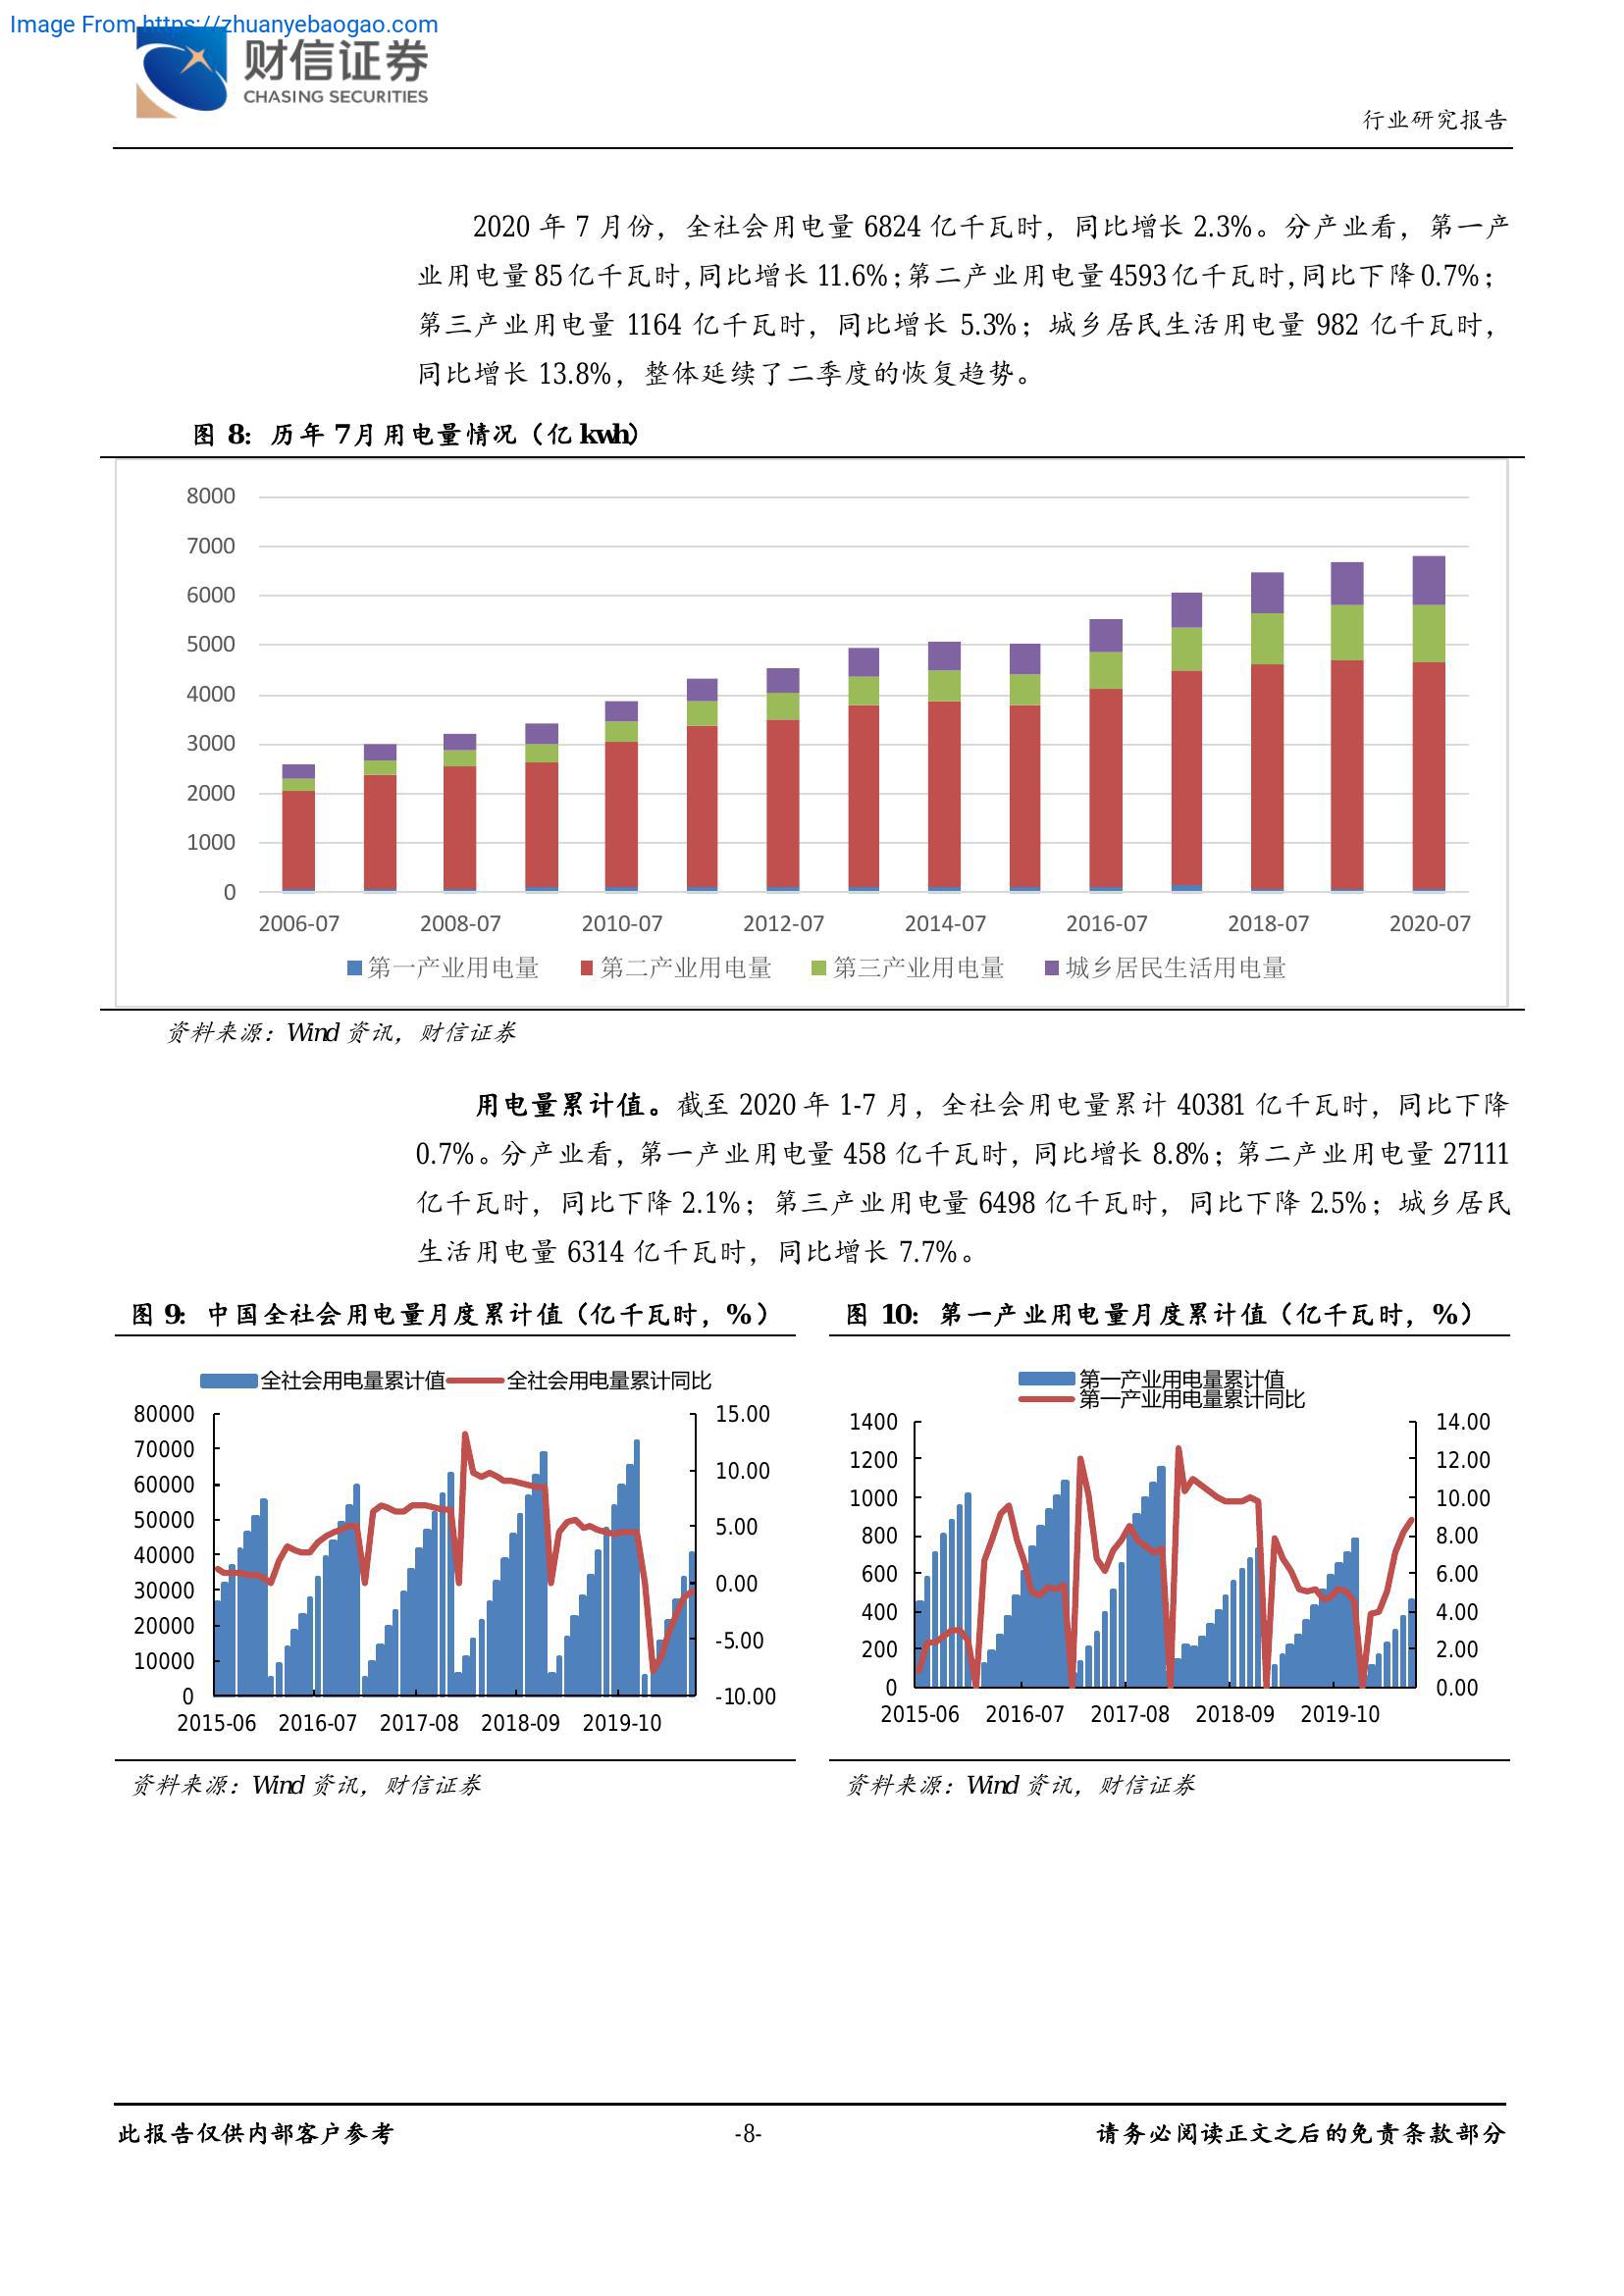 Image From https://zhuanyebaogao.com
财信证券
CHASING SECURITIES
行业研究报告
2020 年 7 月份，全社会用电量 6824 亿千瓦时，同比增长 2.3%。分产业看，第一产
业用电量 85 亿千瓦时，同比增长 11.6%；第二产业用电量 4593 亿千瓦时，同比下降 0.7%；
第三产业用电量 1164 亿千瓦时，同比增长 5.3%；城乡居民生活用电量 982 亿千瓦时，
同比增长 13.8%，整体延续了二季度的恢复趋势。
图 8：历年 7月用电量情况（亿 kwh）
8000
7000
6000
5000
4000
3000
2000
1000
0
2006-07 2008-07 2010-07 2012-07 2014-07 2016-07 2018-07 2020-07
第一产业用电量 第二产业用电量 第三产业用电量 城乡居民生活用电量
资料来源：Wind 资讯，财信证券
用电量累计值。截至 2020 年 1-7 月，全社会用电量累计 40381 亿千瓦时，同比下降
0.7%。分产业看，第一产业用电量 458 亿千瓦时，同比增长 8.8%；第二产业用电量 27111
亿千瓦时，同比下降 2.1%；第三产业用电量 6498 亿千瓦时，同比下降 2.5%；城乡居民
生活用电量 6314 亿千瓦时，同比增长 7.7%。
图 9：中国全社会用电量月度累计值（亿千瓦时，%）
全社会用电量累计值 全社会用电量累计同比
80000 15.00
70000
60000 10.00
50000 5.00
40000
30000 0.00
20000 -5.00
10000
0 -10.00
2015-06 2016-07 2017-08 2018-09 2019-10
资料来源：Wind 资讯，财信证券
图 10：第一产业用电量月度累计值（亿千瓦时，%）
第一产业用电量累计值
第一产业用电量累计同比
1400 14.00
1200 12.00
1000 10.00
800 8.00
600 6.00
400 4.00
200 2.00
0 0.00
2015-06 2016-07 2017-08 2018-09 2019-10
资料来源：Wind 资讯，财信证券
此报告仅供内部客户参考 -8- 请务必阅读正文之后的免责条款部分